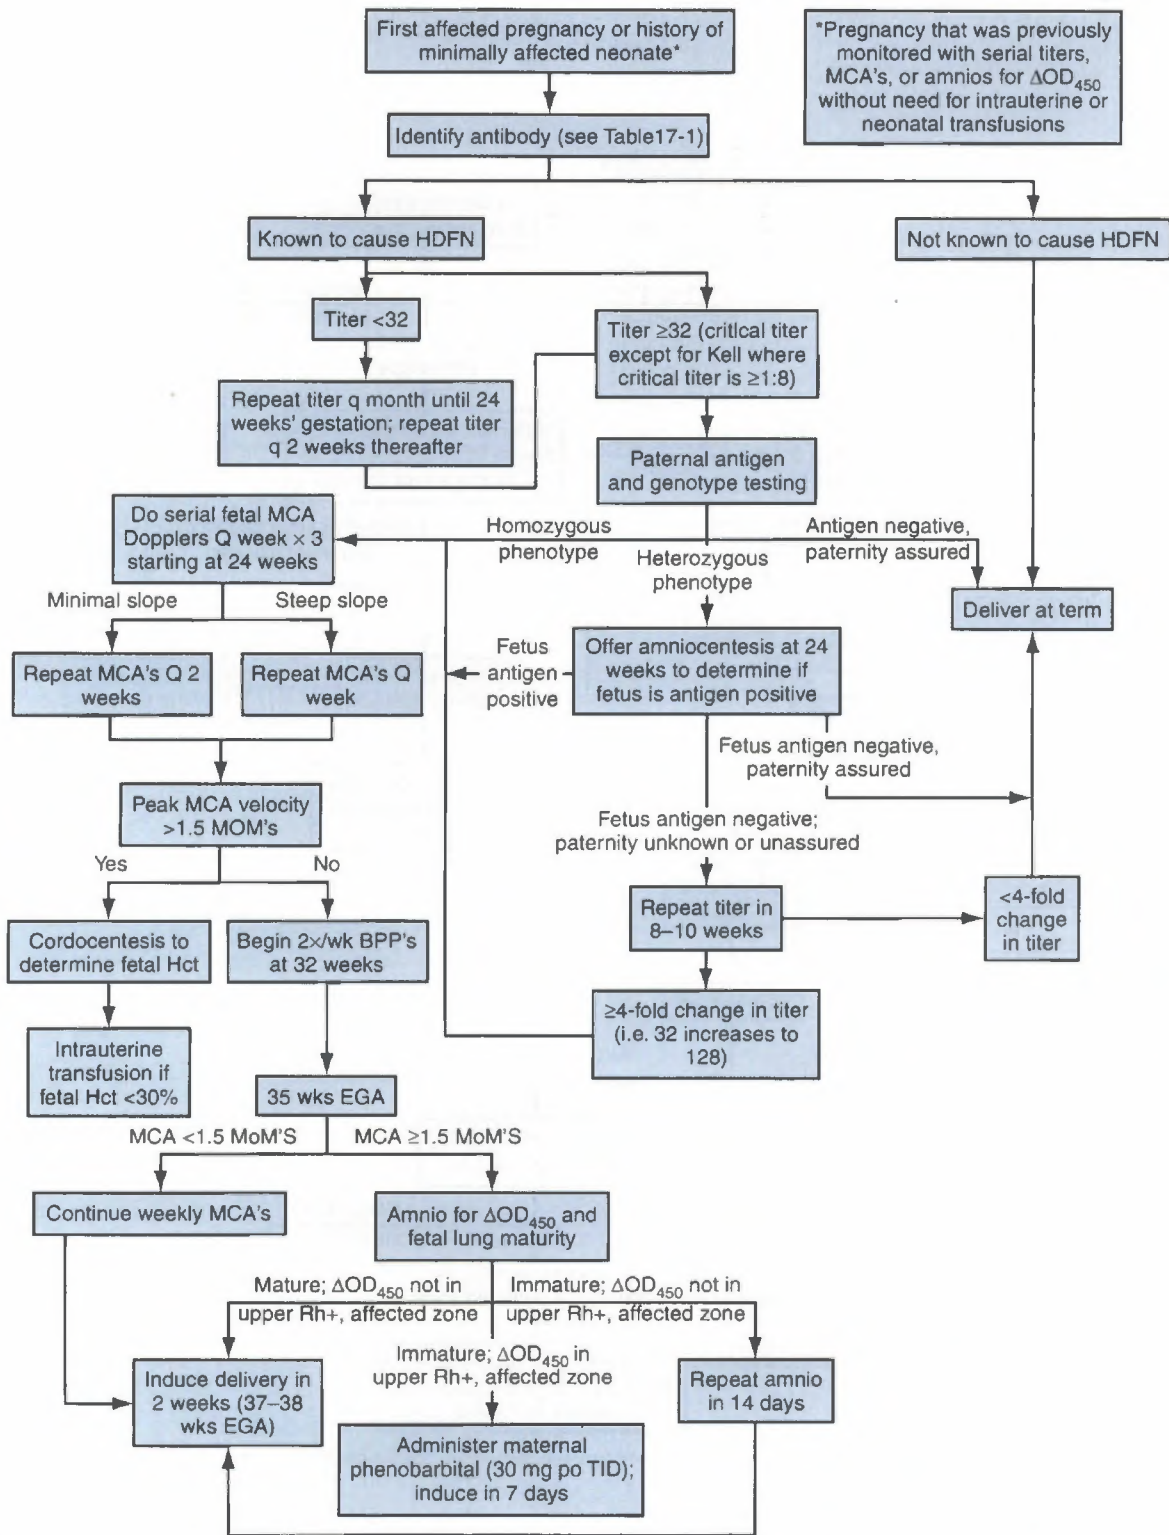 First affected pregnancy or history of
minimally affected neonate*
*Pregnancy that was previously
monitored with serial titers,
MCA's, or amnios for ΔOD450
without need for intrauterine or
neonatal transfusions
Identify antibody (see Table17-1)
Known to cause HDFN
Not known to cause HDFN
Titer <32
Titer ≥32 (critical titer
except for Kell where
critical titer is ≥1:8)
Repeat titer q month until 24
weeks' gestation; repeat titer
q 2 weeks thereafter
Paternal antigen
and genotype testing
Do serial fetal MCA
Dopplers Q week × 3
starting at 24 weeks
Homozygous
phenotype
Heterozygous
phenotype
Antigen negative,
paternity assured
Minimal slope
Steep slope
Deliver at term
Repeat MCA's Q 2
weeks
Repeat MCA's Q
week
Fetus
antigen
positive
Offer amniocentesis at 24
weeks to determine if
fetus is antigen positive
Fetus antigen negative,
paternity assured
Peak MCA velocity
>1.5 MOM's
Fetus antigen negative;
paternity unknown or unassured
Yes
No
Repeat titer in
8–10 weeks
<4-fold
change
in titer
Cordocentesis to
determine fetal Hct
Begin 2×/wk BPP's
at 32 weeks
≥4-fold change in titer
(i.e. 32 increases to
128)
Intrauterine
transfusion if
fetal Hct <30%
35 wks EGA
MCA <1.5 MoM'S
MCA ≥1.5 MoM'S
Continue weekly MCA's
Amnio for ΔOD450 and
fetal lung maturity
Mature; ΔOD450 not in
upper Rh+, affected zone
Immature; ΔOD450 not in
upper Rh+, affected zone
Immature; ΔOD450 in
upper Rh+, affected zone
Induce delivery in
2 weeks (37–38
wks EGA)
Repeat amnio
in 14 days
Administer maternal
phenobarbital (30 mg po TID);
induce in 7 days